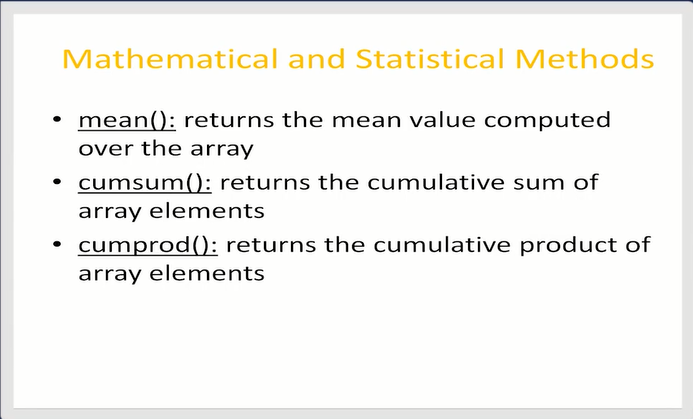 Mathematical and Statistical Methods
• mean(): returns the mean value computed
over the array
• cumsum(): returns the cumulative sum of
array elements
• cumprod(): returns the cumulative product of
array elements